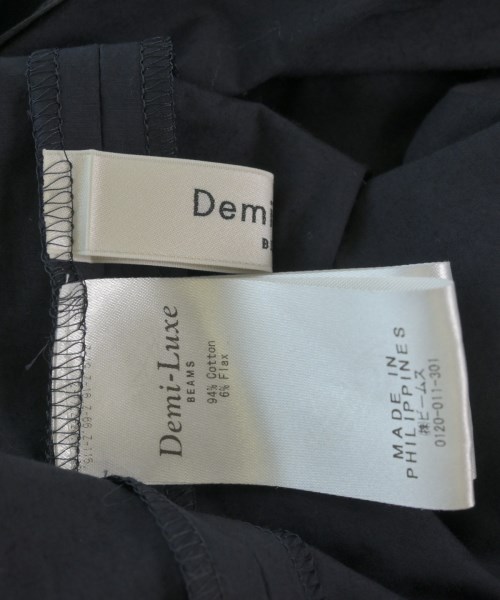 Demi
B
Demi-Luxe
BEAMS
94% Cotton
6% Flax
MADE IN
PHILIPPINES
㈱ビームス
0120-011-301